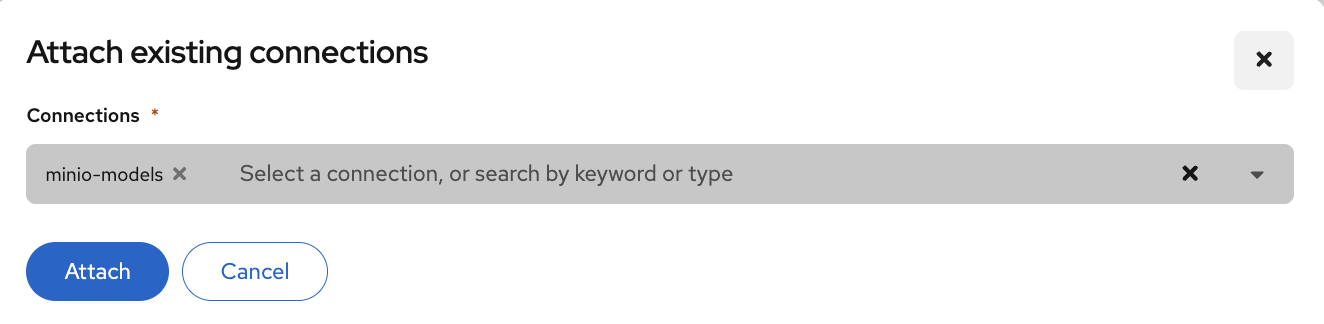 Attach existing connections
Connections *
minio-models Select a connection, or search by keyword or type
Attach Cancel